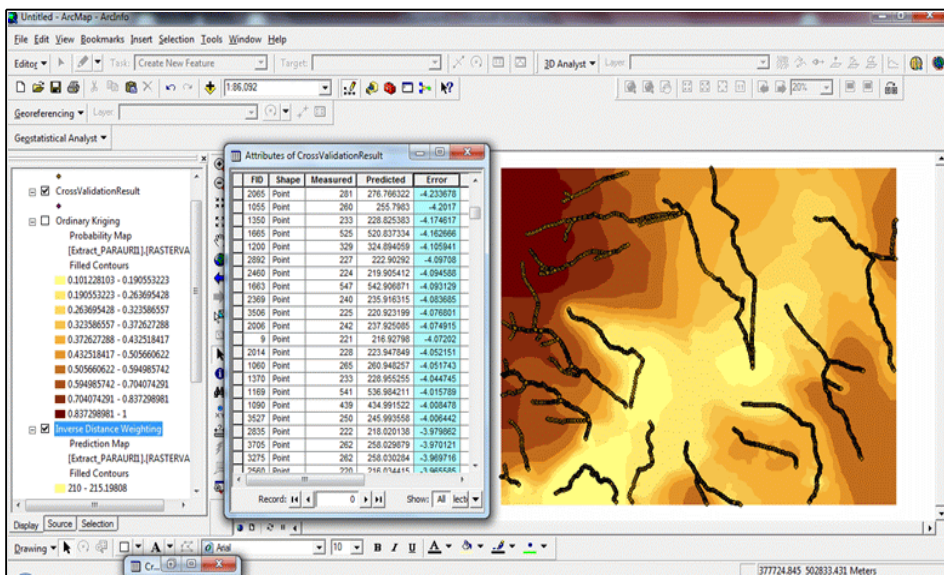 Untitled - ArcMap - ArcInfo
File Edit View Bookmarks Insert Selection Tools Window Help
Editor Task: Create New Feature Target: 3D Analyst Layer:
1:86.092 20%
Georeferencing Layer:
Geostatistical Analyst
CrossValidationResult
Ordinary Kriging
Probability Map
[Extract_PARAURI1].[RASTERVA
Filled Contours
0.101228103 - 0.190553223
0.190553223 - 0.263695428
0.263695428 - 0.323586557
0.323586557 - 0.372627288
0.372627288 - 0.432518417
0.432518417 - 0.505660622
0.505660622 - 0.594985742
0.594985742 - 0.704074291
0.704074291 - 0.837298981
0.837298981 - 1
Inverse Distance Weighting
Prediction Map
[Extract_PARAURI1].[RASTERVA
Filled Contours
210 - 215.19808
Display Source Selection
Attributes of CrossValidationResult
FID Shape Measured Predicted Error
2065 Point 281 276.766322 -4.233678
1055 Point 260 255.7983 -4.2017
1350 Point 233 228.825383 -4.174617
1665 Point 525 520.837334 -4.162666
1200 Point 329 324.894059 -4.105941
2892 Point 227 222.90292 -4.09708
2460 Point 224 219.905412 -4.094588
1663 Point 547 542.906871 -4.093129
2369 Point 240 235.916315 -4.083685
3506 Point 225 220.923199 -4.076801
2006 Point 242 237.925085 -4.074915
9 Point 221 216.92798 -4.07202
2014 Point 228 223.947849 -4.052151
1060 Point 265 260.948257 -4.051743
1370 Point 233 228.955255 -4.044745
1169 Point 541 536.984211 -4.015789
1090 Point 439 434.991522 -4.008478
3527 Point 250 245.993558 -4.006442
2835 Point 222 218.020138 -3.979862
3705 Point 262 258.029879 -3.970121
3275 Point 262 258.030284 -3.969716
2560 Point 220 216.034415 -3.965585
Record: 0 Show: All lect
Drawing Arial 10 B I U A
Cr...
377724.845 502833.431 Meters